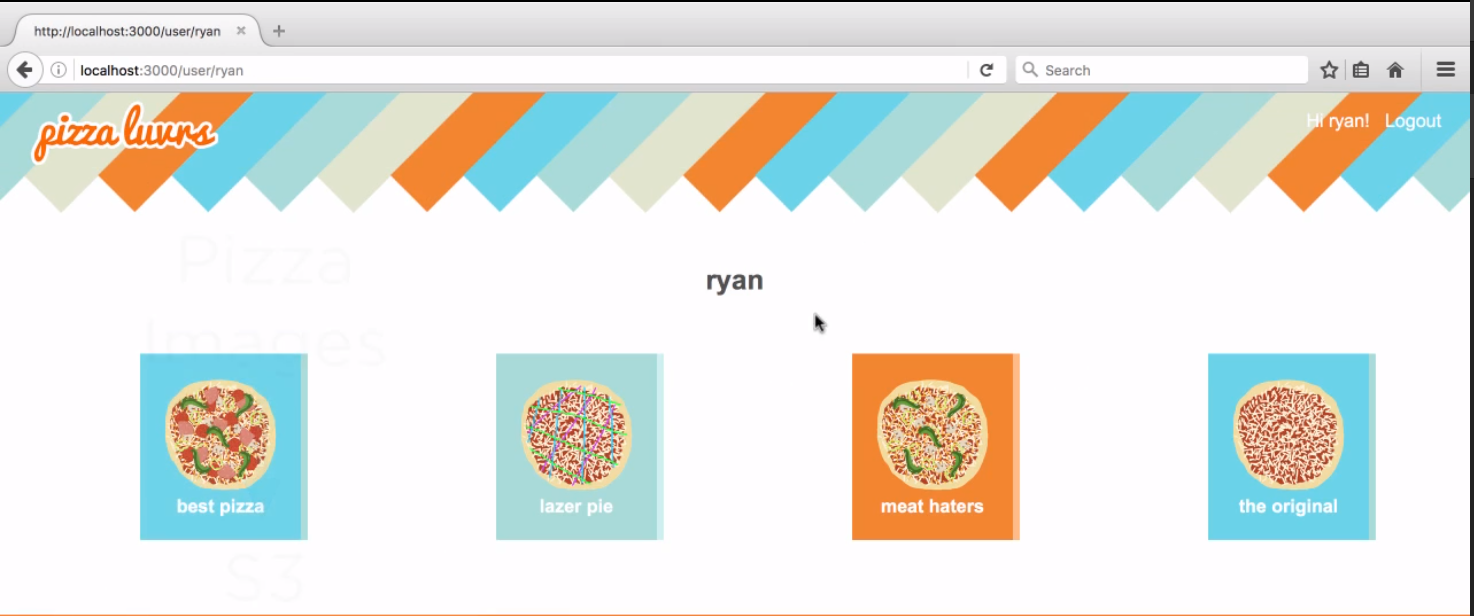 http://localhost:3000/user/ryan
localhost:3000/user/ryan
Search
pizza luvrs
Hi ryan! Logout
Pizza
Images
ryan
best pizza
lazer pie
meat haters
the original
S3